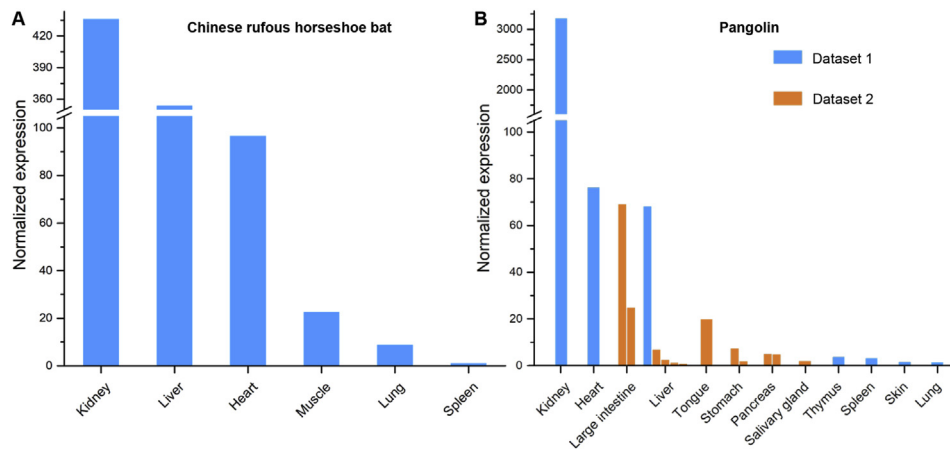 A
Chinese rufous horseshoe bat
Normalized expression
420
390
360
100
80
60
40
20
0
Kidney
Liver
Heart
Muscle
Lung
Spleen
B
Pangolin
Dataset 1
Dataset 2
Normalized expression
3000
2000
100
80
60
40
20
0
Kidney
Heart
Large intestine
Liver
Tongue
Stomach
Pancreas
Salivary gland
Thymus
Spleen
Skin
Lung